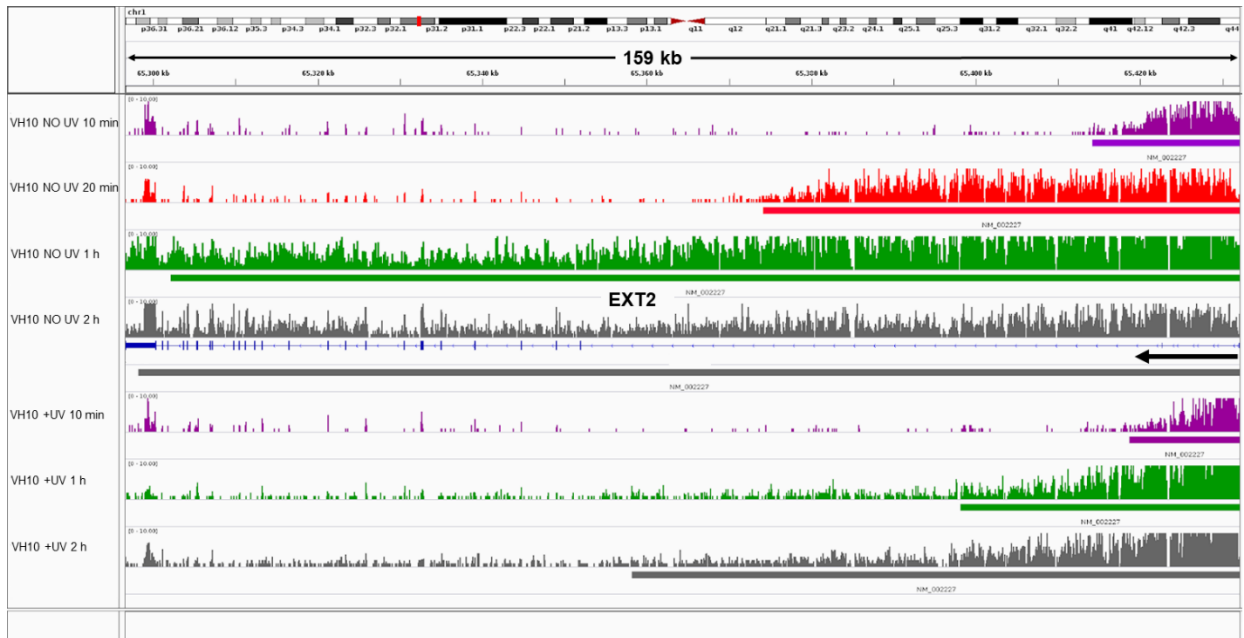 chr1
p36.31 p36.21 p36.12 p35.3 p34.3 p34.1 p32.3 p32.1 p31.2 p31.1 p22.3 p22.1 p21.2 p13.3 p13.1 q11 q12 q21.1 q21.3 q23.2 q24.1 q25.1 q25.3 q31.2 q32.1 q32.2 q41 q42.12 q42.3 q44
159 kb
65,300 kb 65,320 kb 65,340 kb 65,360 kb 65,380 kb 65,400 kb 65,420 kb
[0 - 10.00]
VH10 NO UV 10 min
NM_002227
[0 - 10.00]
VH10 NO UV 20 min
NM_002227
[0 - 10.00]
VH10 NO UV 1 h
NM_002227
[0 - 10.00]
EXT2
VH10 NO UV 2 h
NM_002227
[0 - 10.00]
VH10 +UV 10 min
NM_002227
[0 - 10.00]
VH10 +UV 1 h
NM_002227
[0 - 10.00]
VH10 +UV 2 h
NM_002227